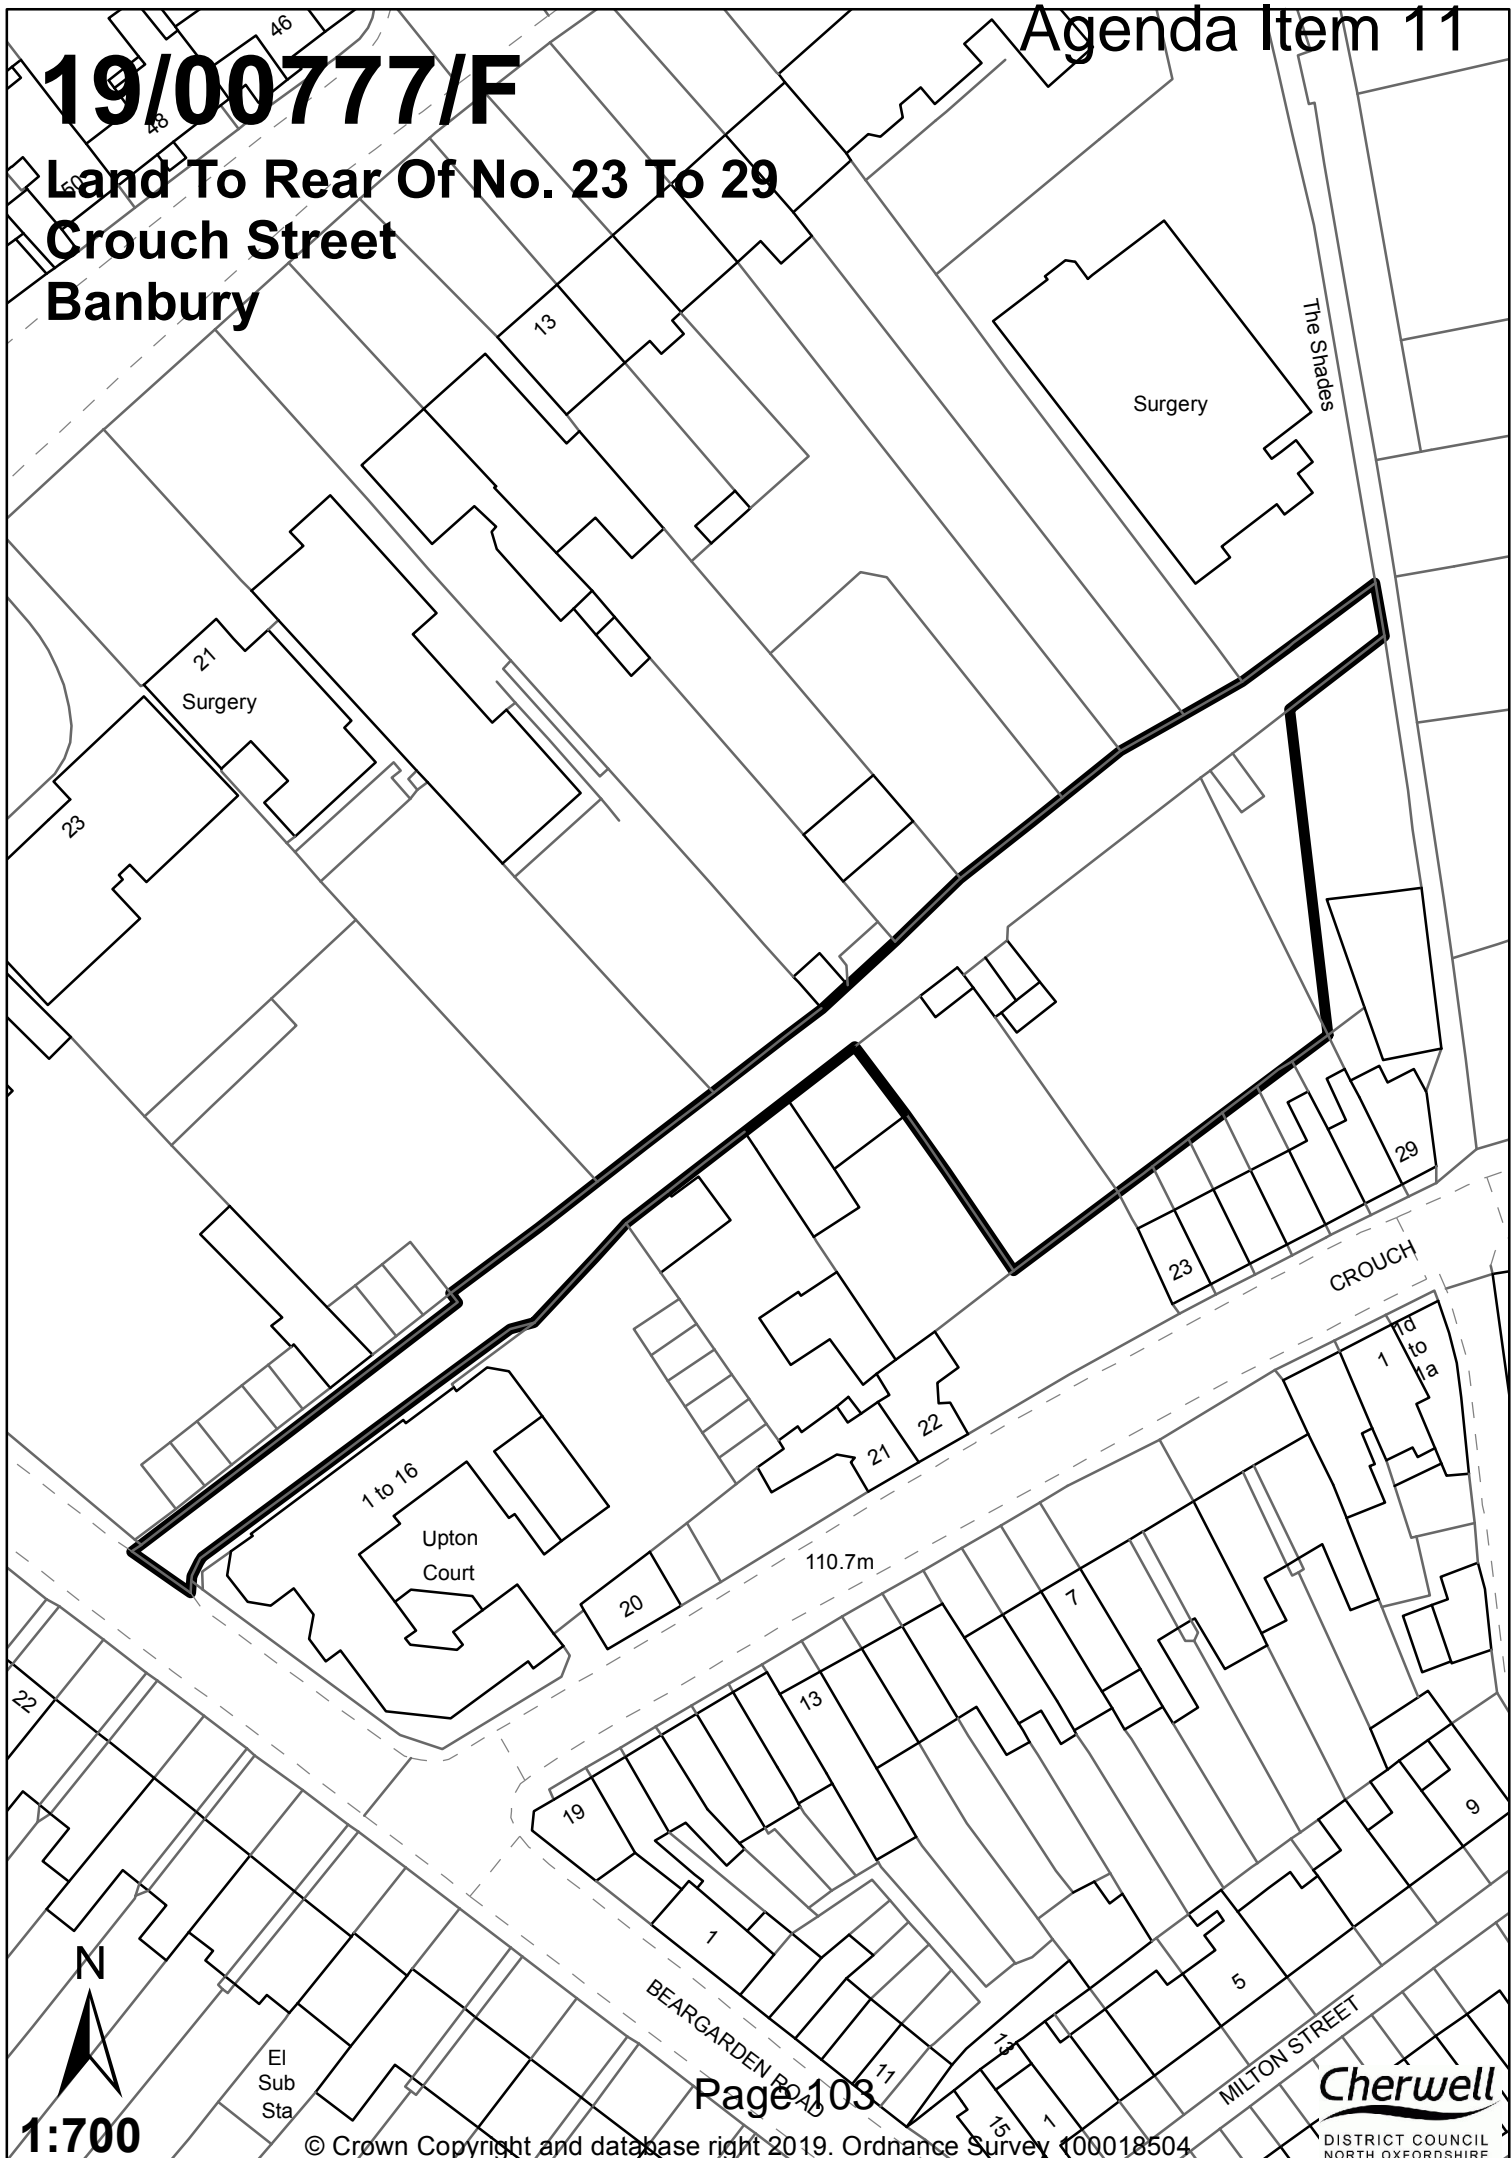 Agenda Item 11
19/00777/F
Land To Rear Of No. 23 To 29
Crouch Street
Banbury
46
48
50
13
The Shades
Surgery
21
Surgery
23
29
23
CROUCH
1d
to
1a
1
22
21
1 to 16
Upton
Court
20
110.7m
7
13
22
19
9
1
5
BEARGARDEN ROAD
MILTON STREET
13
11
15
1
N
El
Sub
Sta
Page 103
1:700
© Crown Copyright and database right 2019. Ordnance Survey 100018504
Cherwell
DISTRICT COUNCIL
NORTH OXFORDSHIRE